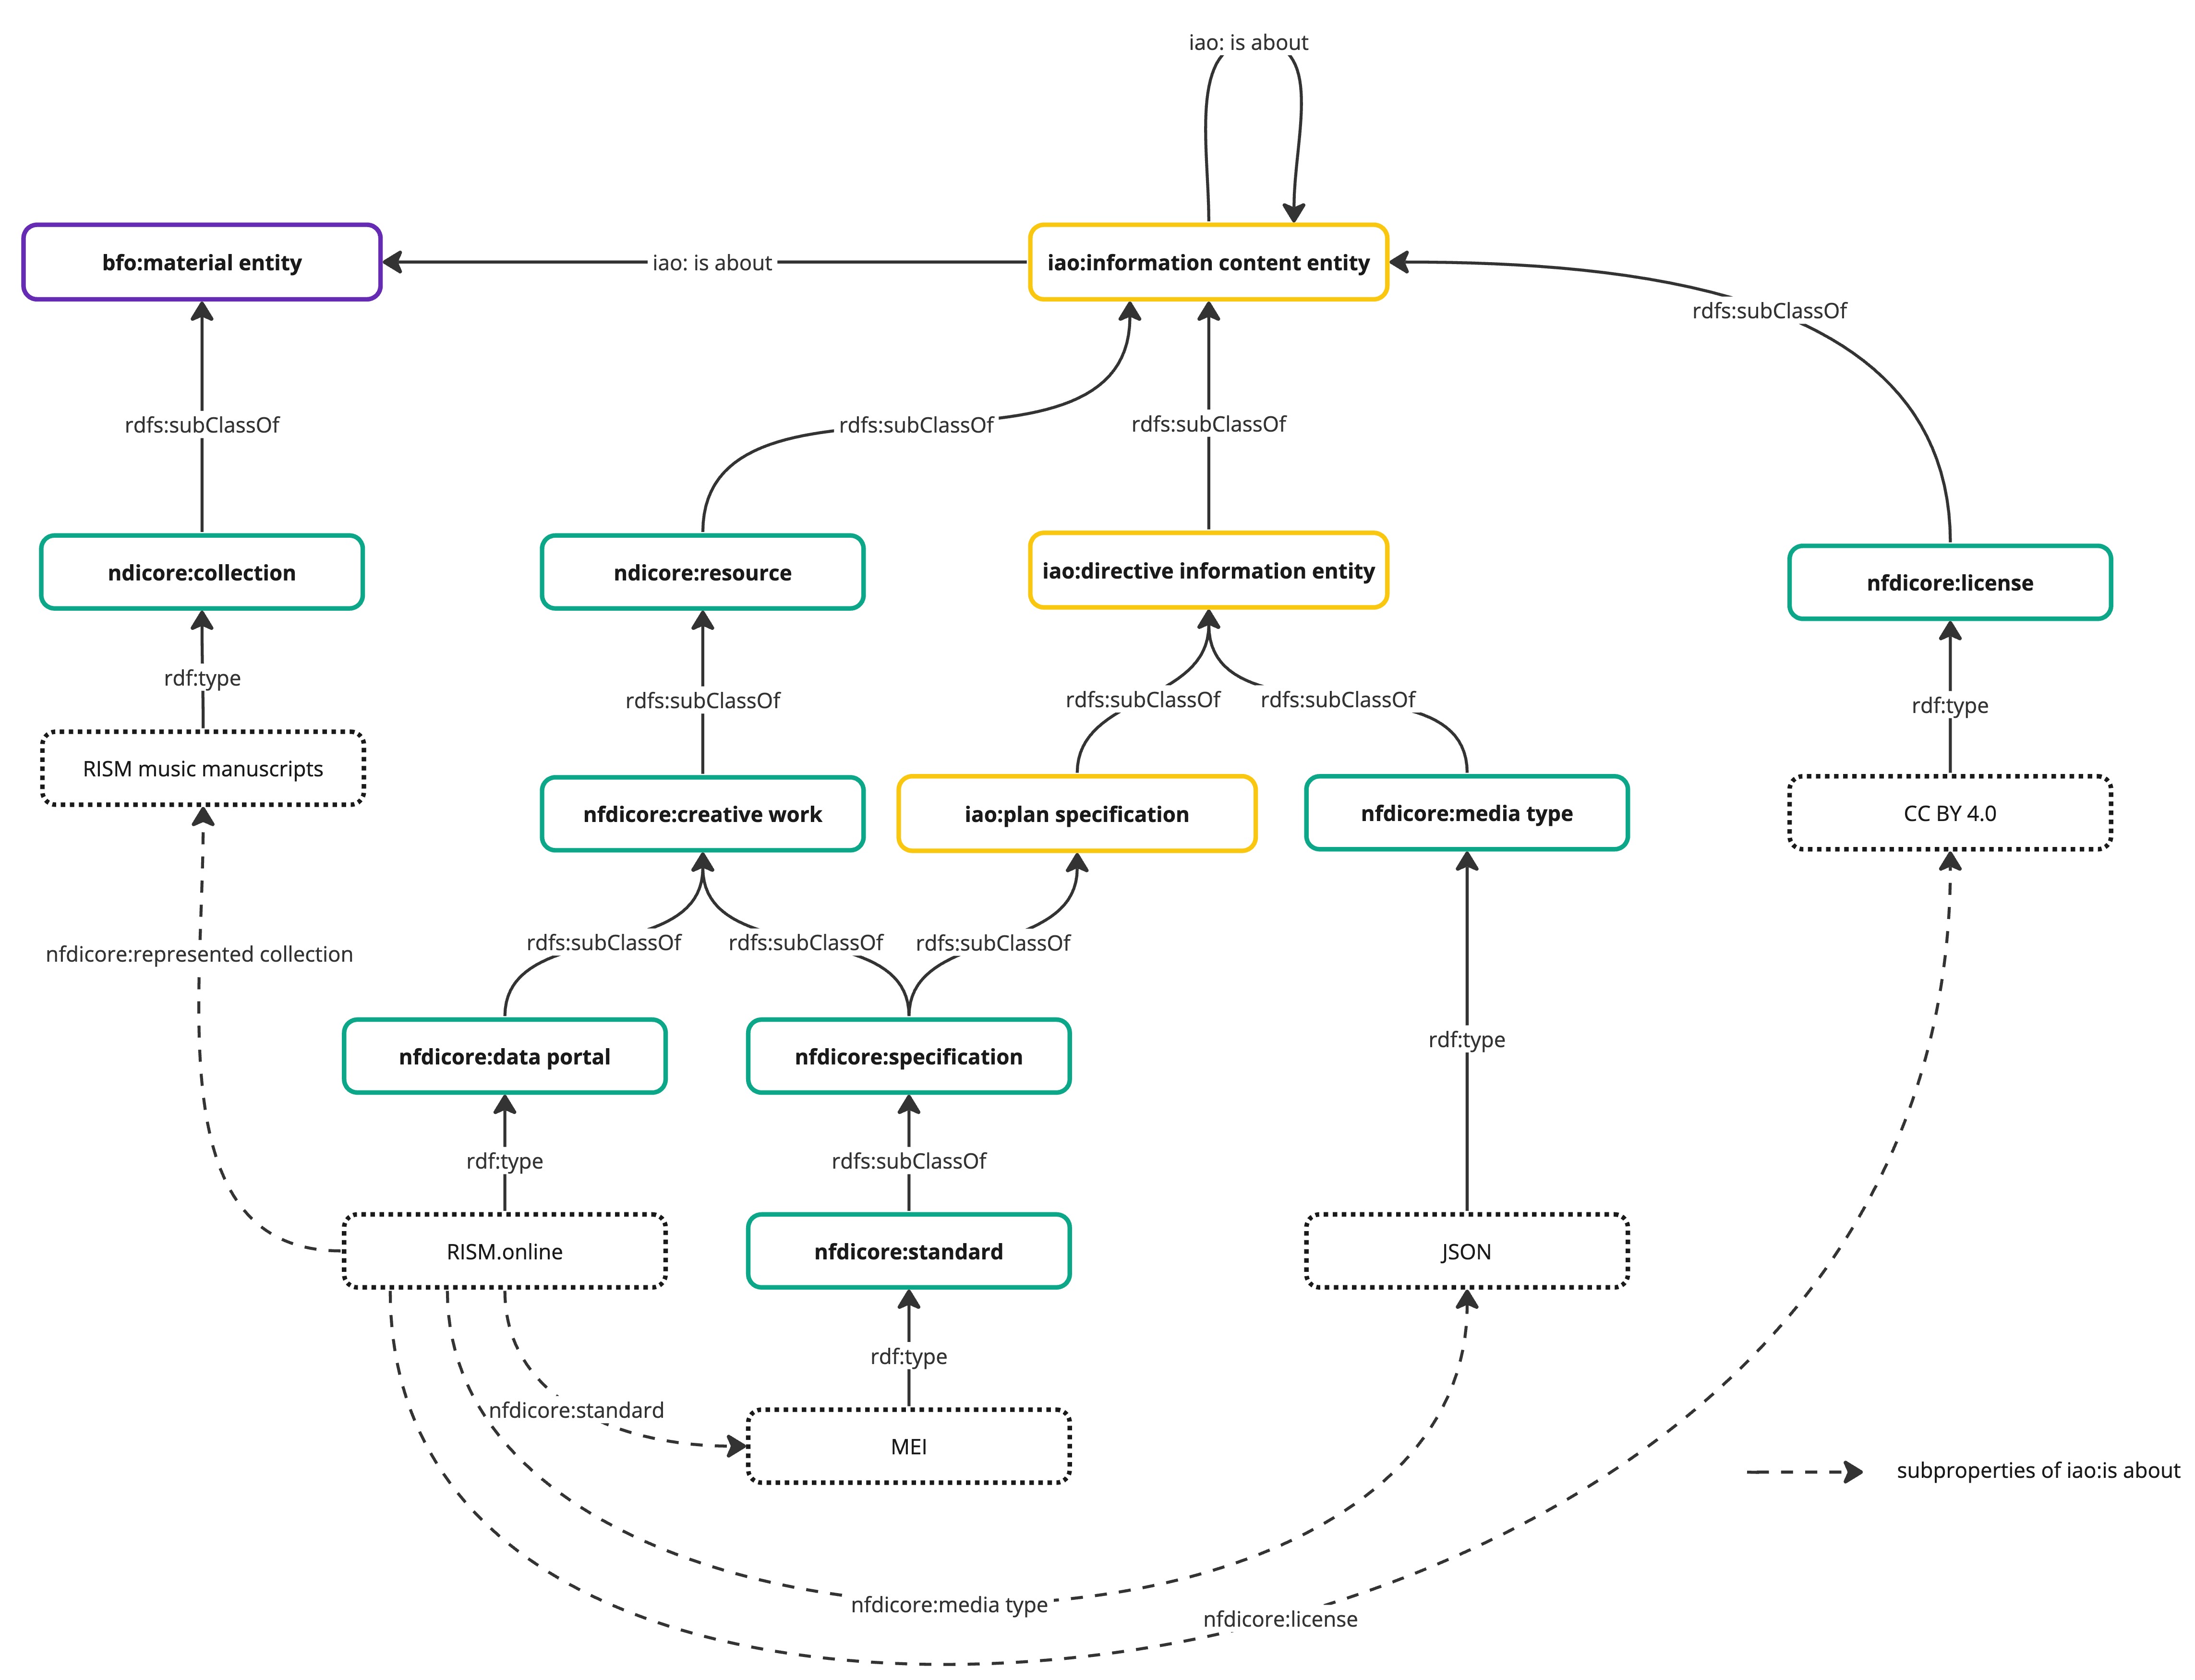 iao: is about
bfo:material entity
iao: is about
iao:information content entity
rdfs:subClassOf
rdfs:subClassOf
rdfs:subClassOf
rdfs:subClassOf
ndicore:collection
ndicore:resource
iao:directive information entity
nfdicore:license
rdf:type
rdfs:subClassOf
rdfs:subClassOf
rdfs:subClassOf
rdf:type
RISM music manuscripts
nfdicore:creative work
iao:plan specification
nfdicore:media type
CC BY 4.0
nfdicore:represented collection
rdfs:subClassOf
rdfs:subClassOf
rdfs:subClassOf
rdf:type
nfdicore:data portal
nfdicore:specification
rdf:type
rdfs:subClassOf
RISM.online
nfdicore:standard
JSON
rdf:type
nfdicore:standard
MEI
subproperties of iao:is about
nfdicore:media type
nfdicore:license